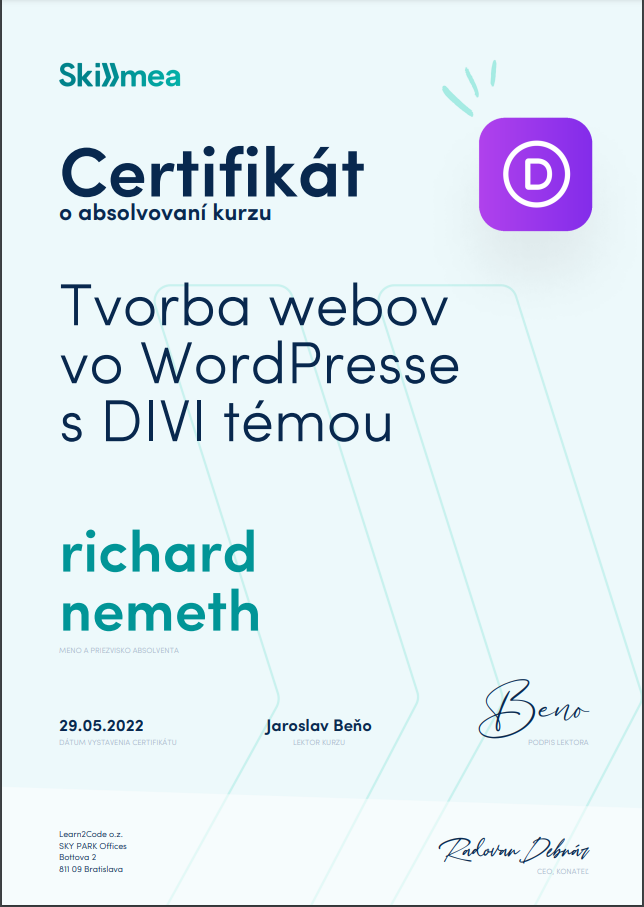 Skillmea
Certifikát
o absolvovaní kurzu
D
Tvorba webov
vo WordPresse
s DIVI témou
richard
nemeth
MENO A PRIEZVISKO ABSOLVENTA
29.05.2022
DÁTUM VYSTAVENIA CERTIFIKÁTU
Jaroslav Beňo
LEKTOR KURZU
Beno
PODPIS LEKTORA
Learn2Code o.z.
SKY PARK Offices
Bottova 2
811 09 Bratislava
Radovan Debnár
CEO, KONATEĽ